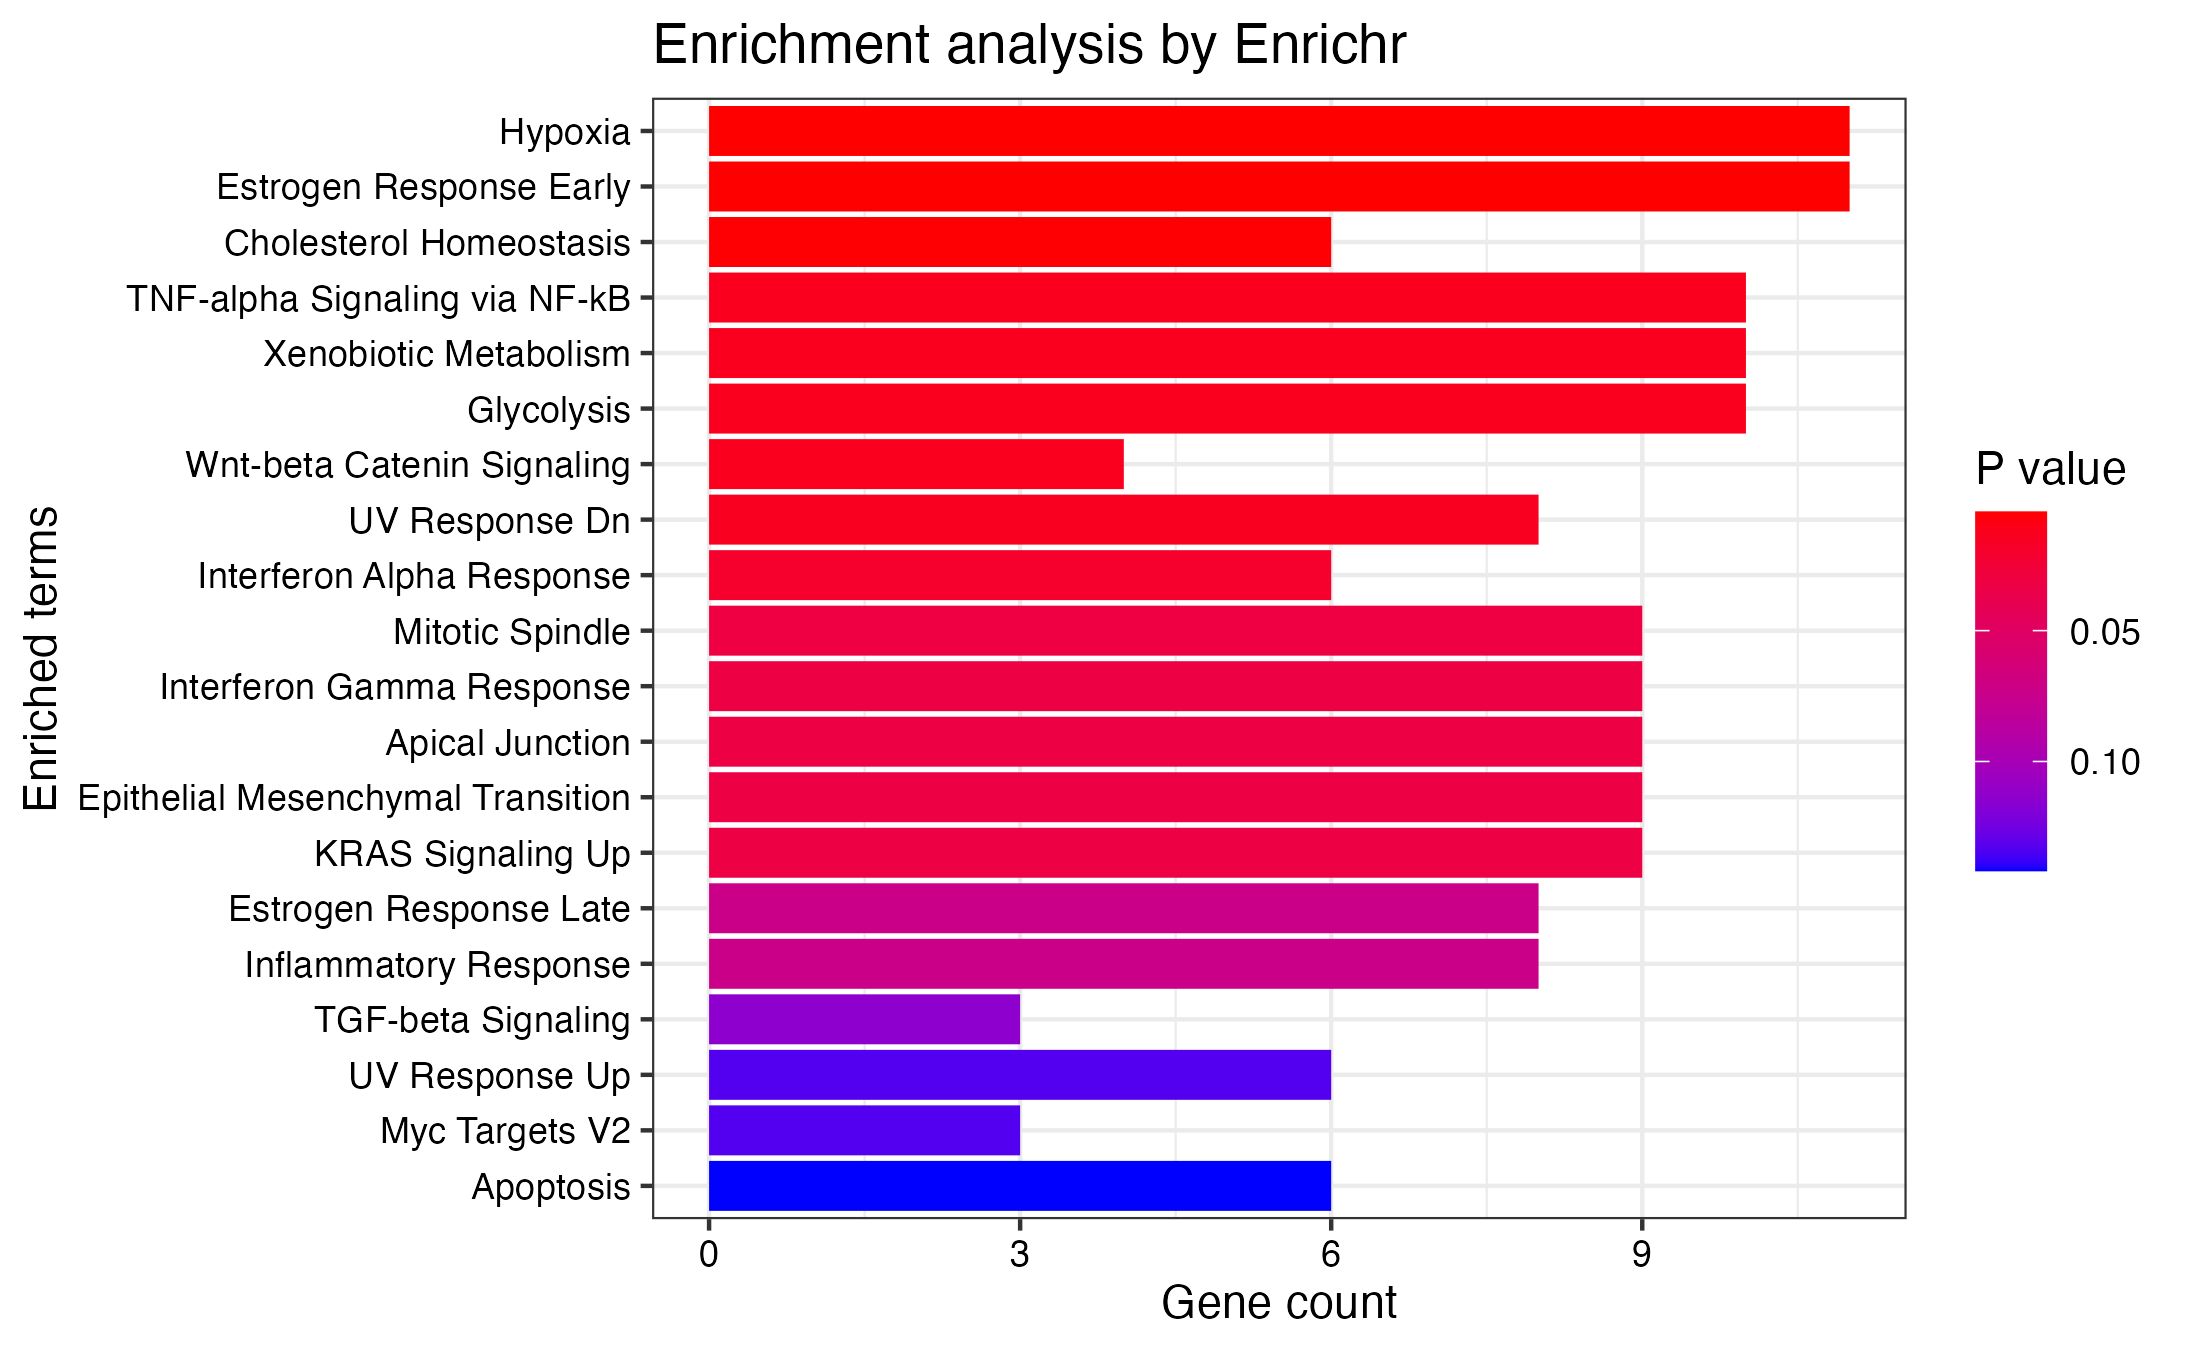 Enrichment analysis by Enrichr
Enriched terms
Hypoxia
Estrogen Response Early
Cholesterol Homeostasis
TNF-alpha Signaling via NF-kB
Xenobiotic Metabolism
Glycolysis
Wnt-beta Catenin Signaling
UV Response Dn
Interferon Alpha Response
Mitotic Spindle
Interferon Gamma Response
Apical Junction
Epithelial Mesenchymal Transition
KRAS Signaling Up
Estrogen Response Late
Inflammatory Response
TGF-beta Signaling
UV Response Up
Myc Targets V2
Apoptosis
0 3 6 9
Gene count
P value
0.05
0.10